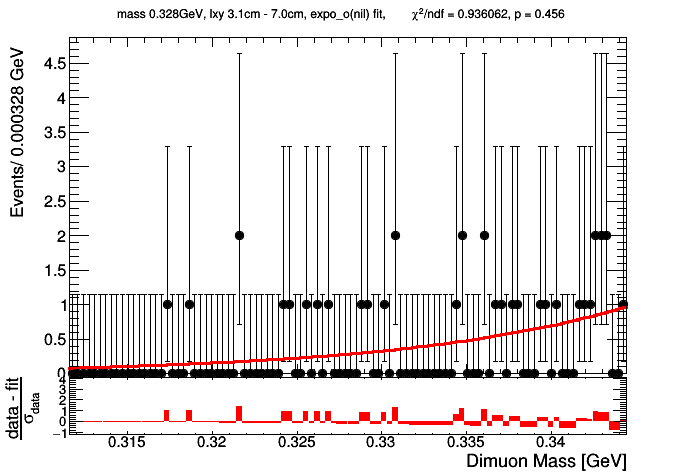 mass 0.328GeV, lxy 3.1cm - 7.0cm, expo_o(nil) fit, χ²/ndf = 0.936062, p = 0.456
Events/ 0.000328 GeV
4.5
4
3.5
3
2.5
2
1.5
1
0.5
0
data - fit
σdata
4
3
2
1
0
−1
0.315 0.32 0.325 0.33 0.335 0.34
Dimuon Mass [GeV]